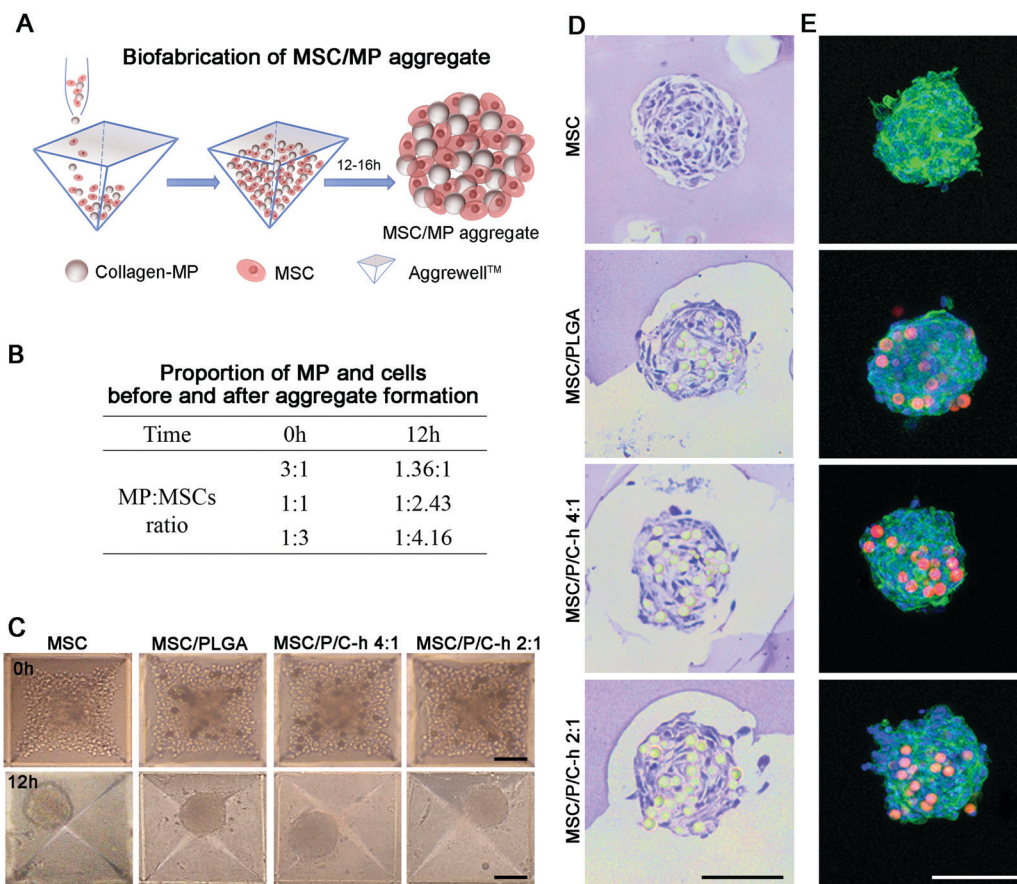 A
Biofabrication of MSC/MP aggregate
12-16h
MSC/MP aggregate
Collagen-MP
MSC
Aggrewell™
B
Proportion of MP and cells
before and after aggregate formation
Time 0h 12h
MP:MSCs ratio
3:1 1.36:1
1:1 1:2.43
1:3 1:4.16
C
MSC MSC/PLGA MSC/P/C-h 4:1 MSC/P/C-h 2:1
0h
12h
D
E
MSC
MSC/PLGA
MSC/P/C-h 4:1
MSC/P/C-h 2:1